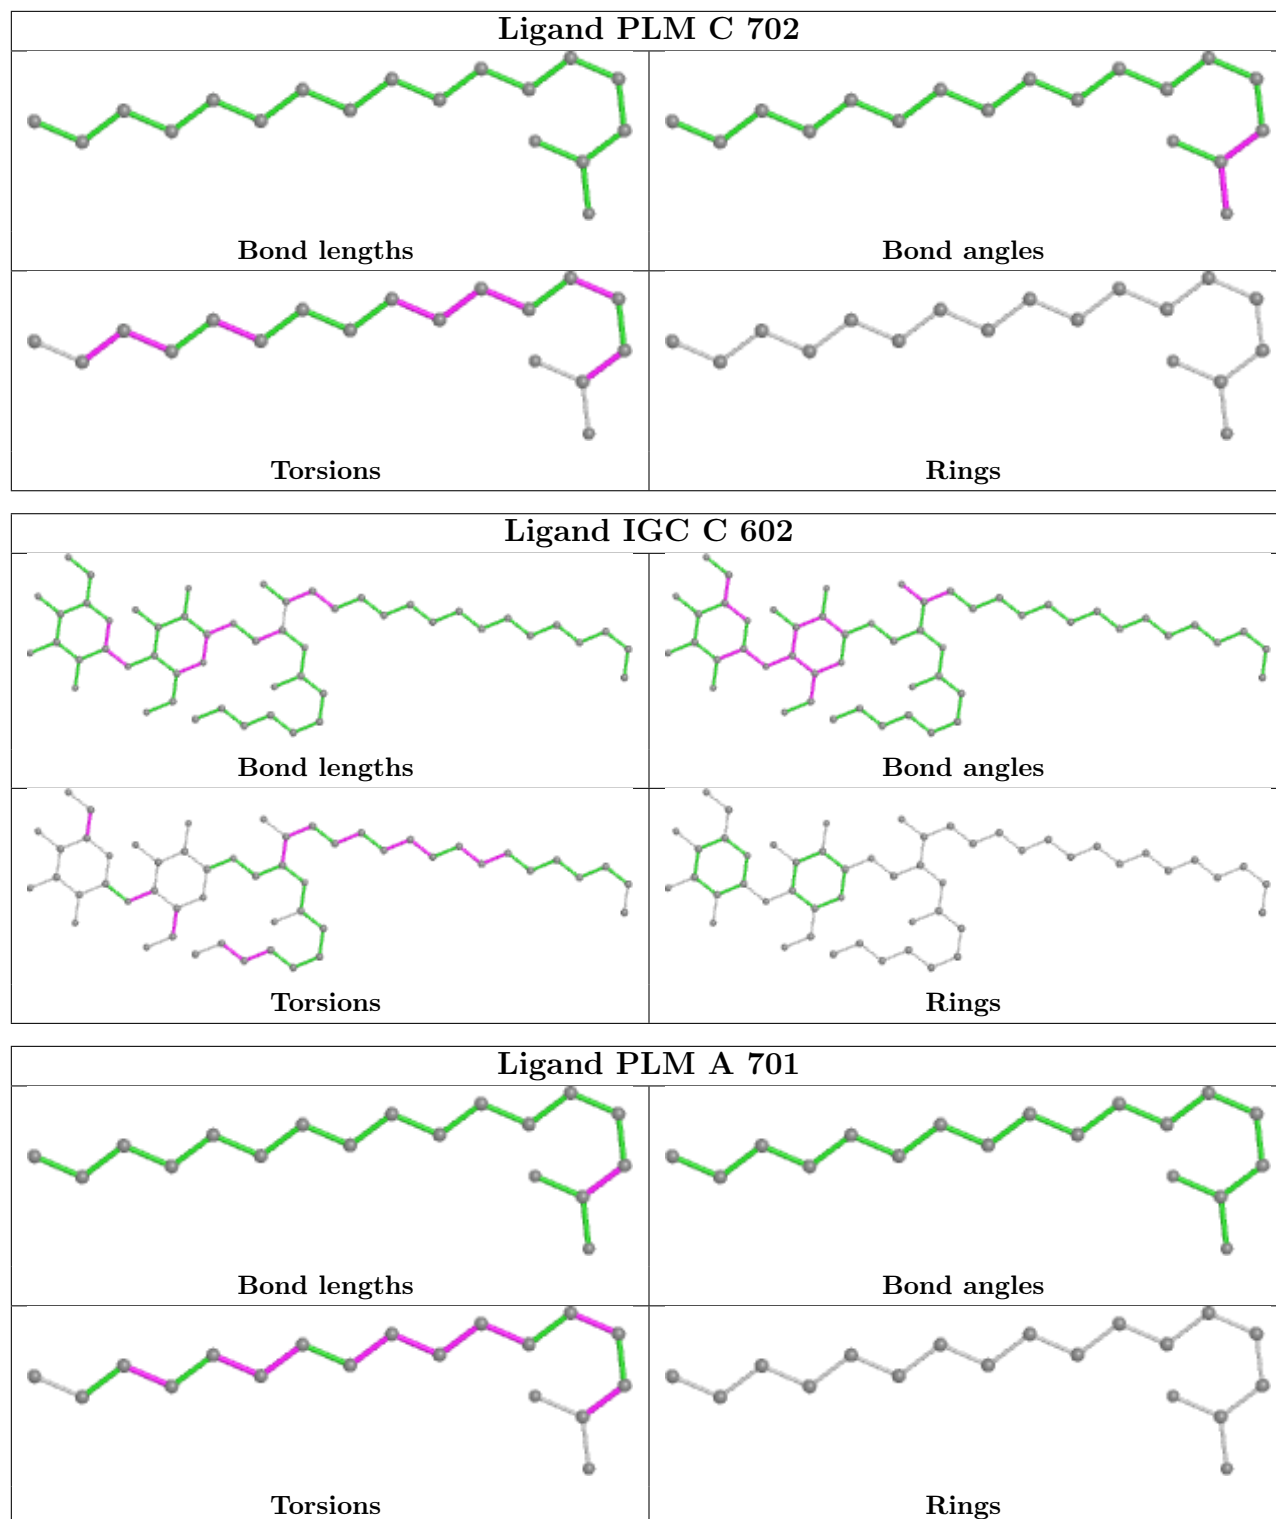 Ligand PLM C 702
Bond lengths
Bond angles
Torsions
Rings
Ligand IGC C 602
Bond lengths
Bond angles
Torsions
Rings
Ligand PLM A 701
Bond lengths
Bond angles
Torsions
Rings